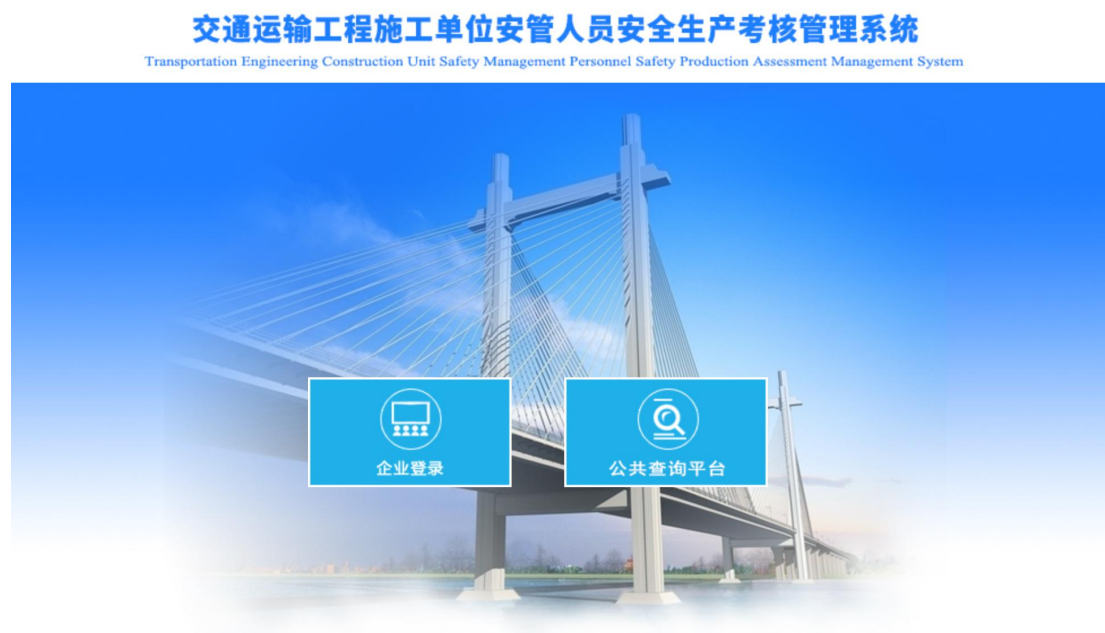 交通运输工程施工单位安管人员安全生产考核管理系统
Transportation Engineering Construction Unit Safety Management Personnel Safety Production Assessment Management System
企业登录
公共查询平台